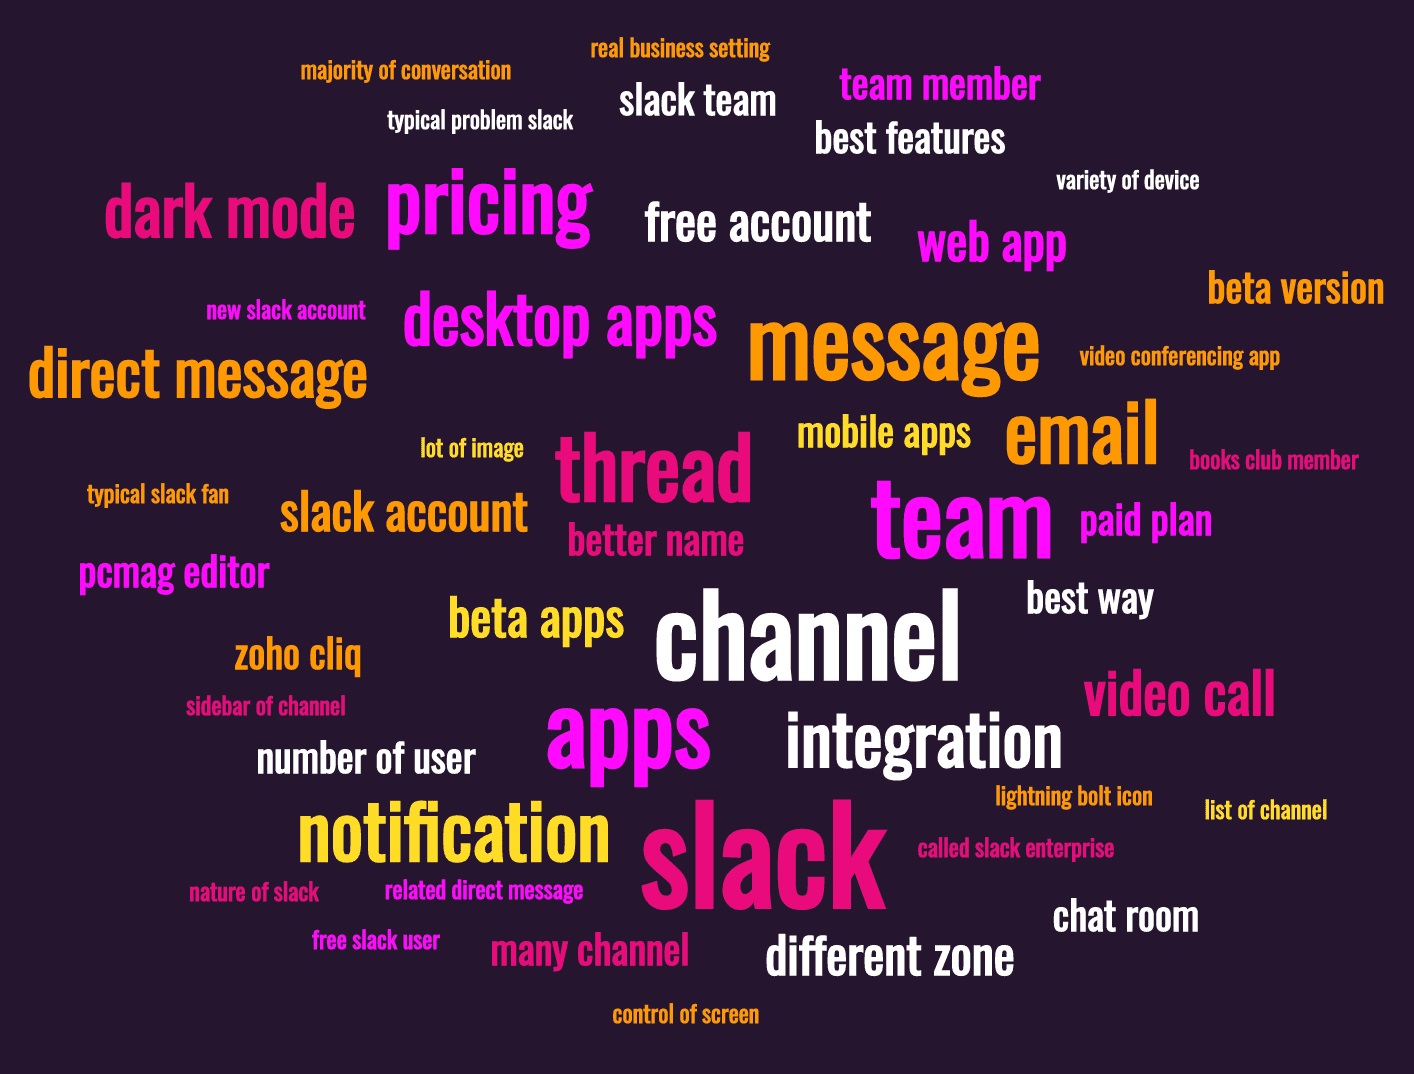 real business setting
majority of conversation
team member
slack team
typical problem slack
best features
variety of device
dark mode
pricing
free account
web app
beta version
new slack account
desktop apps
message
video conferencing app
direct message
mobile apps
email
lot of image
thread
books club member
typical slack fan
slack account
team
paid plan
better name
pcmag editor
best way
beta apps
channel
zoho cliq
video call
sidebar of channel
apps
integration
number of user
lightning bolt icon
list of channel
notification
slack
called slack enterprise
nature of slack
related direct message
chat room
free slack user
many channel
different zone
control of screen